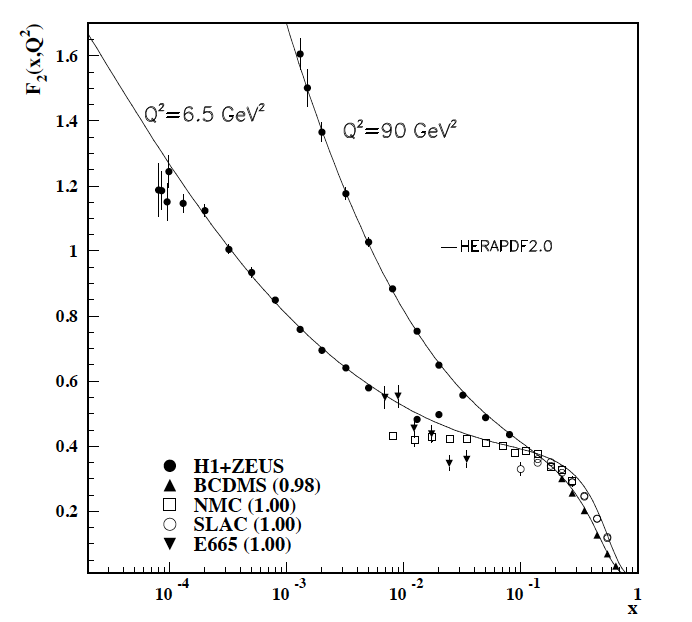 F₂(x,Q²)
1.6
1.4
1.2
1
0.8
0.6
0.4
0.2
Q²=6.5 GeV²
Q²=90 GeV²
HERAPDF2.0
H1+ZEUS
BCDMS (0.98)
NMC (1.00)
SLAC (1.00)
E665 (1.00)
10⁻⁴ 10⁻³ 10⁻² 10⁻¹ 1
x